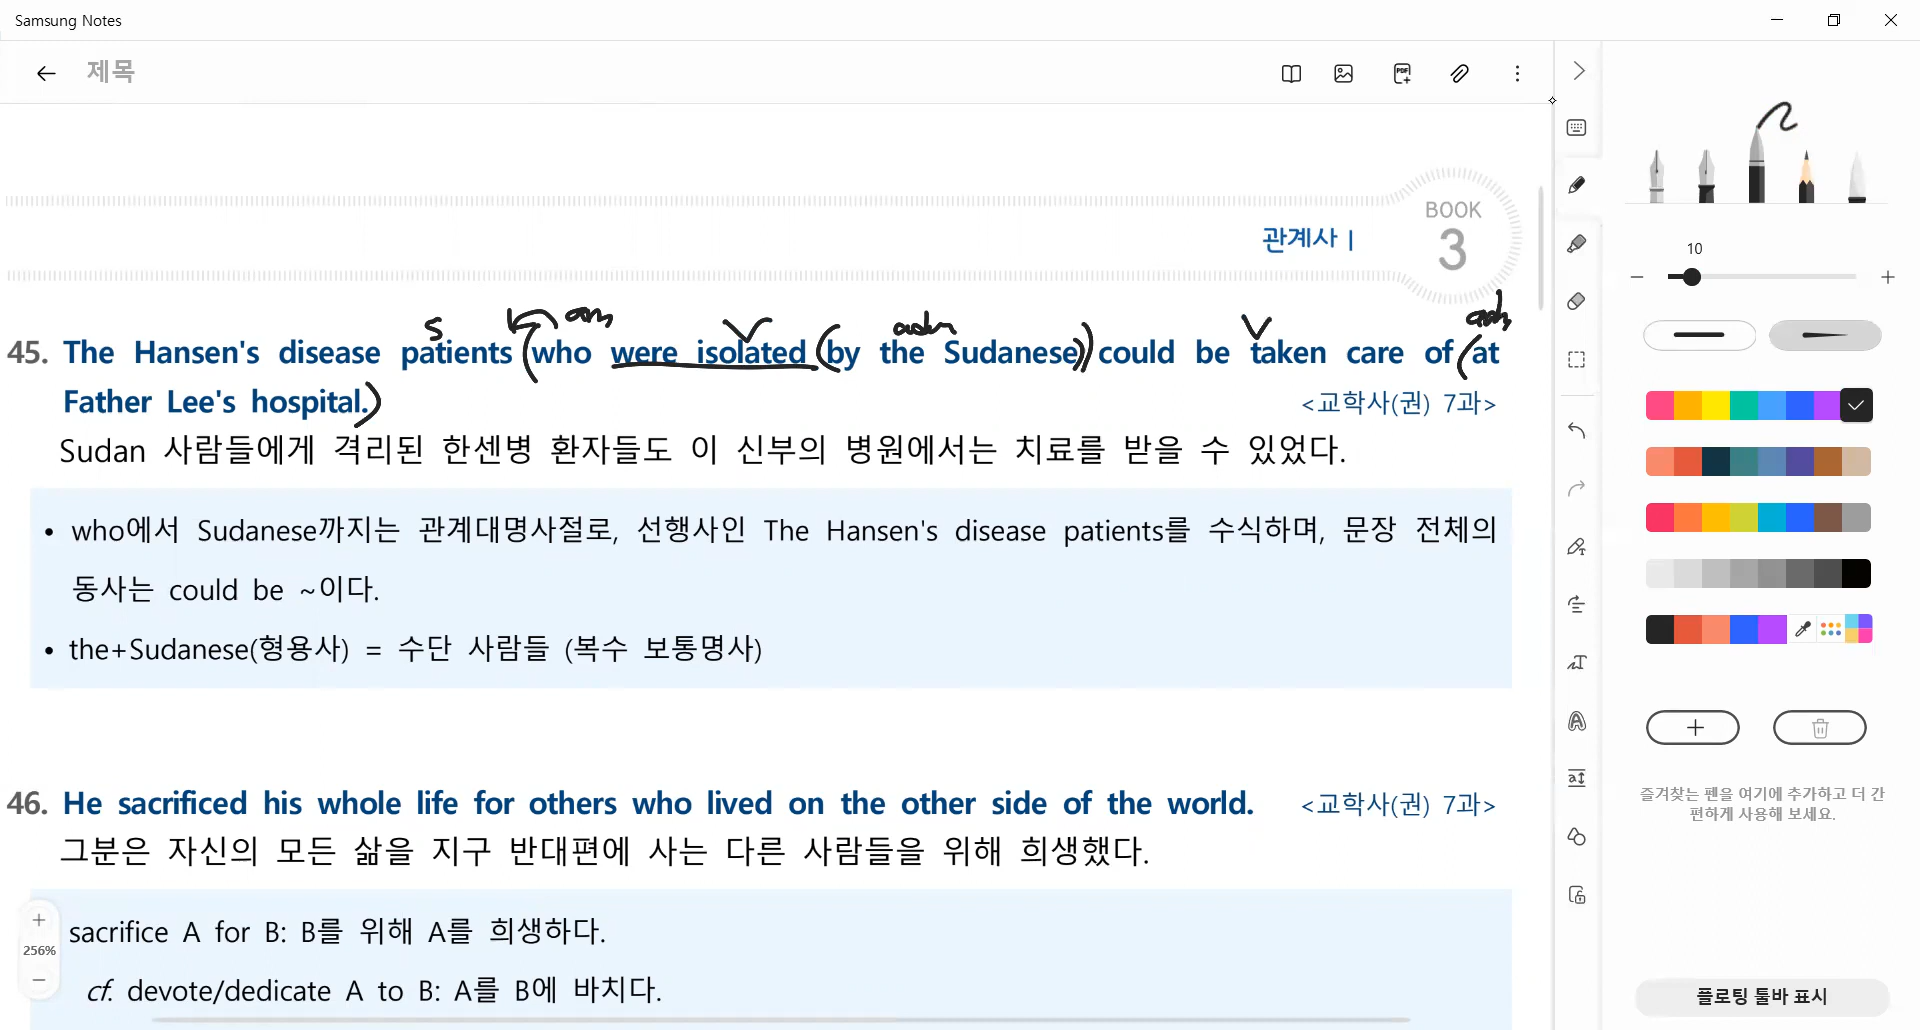 Samsung Notes
제목
BOOK
관계사 Ⅰ
3
10
S V V
45. The Hansen's disease patients (who were isolated (by the Sudanese)) could be taken care of (at
Father Lee's hospital.) <교학사(권) 7과>
Sudan 사람들에게 격리된 한센병 환자들도 이 신부의 병원에서는 치료를 받을 수 있었다.
• who에서 Sudanese까지는 관계대명사절로, 선행사인 The Hansen's disease patients를 수식하며, 문장 전체의
동사는 could be ~이다.
• the+Sudanese(형용사) = 수단 사람들 (복수 보통명사)
46. He sacrificed his whole life for others who lived on the other side of the world. <교학사(권) 7과>
그분은 자신의 모든 삶을 지구 반대편에 사는 다른 사람들을 위해 희생했다.
sacrifice A for B: B를 위해 A를 희생하다.
cf. devote/dedicate A to B: A를 B에 바치다.
256%
즐겨찾는 펜을 여기에 추가하고 더 간
편하게 사용해 보세요.
플로팅 툴바 표시